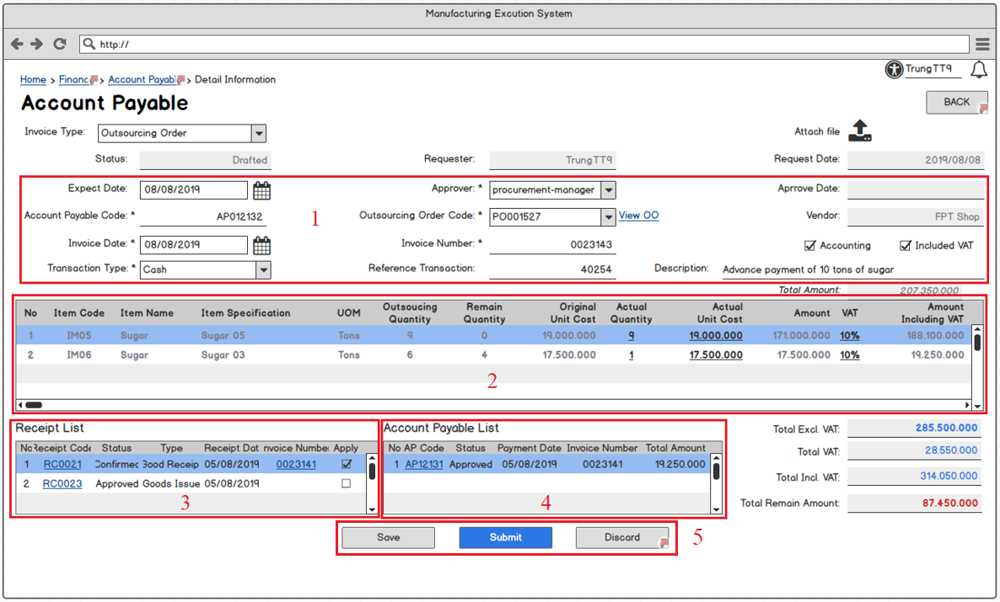 Manufacturing Excution System
http://
TrungTT9
Home > Financ > Account Payabl > Detail Information
Account Payable
BACK
Invoice Type: Outsourcing Order Attach file
Status: Drafted Requester: TrungTT9 Request Date: 2019/08/08
Expect Date: 08/08/2019 Approver: * procurement-manager Aprrove Date:
Account Payable Code: * AP012132 1 Outsourcing Order Code: * PO001527 View OO Vendor: FPT Shop
Invoice Date: * 08/08/2019 Invoice Number: * 0023143 Accounting Included VAT
Transaction Type: * Cash Reference Transaction: 40254 Description: Advance payment of 10 tons of sugar
Total Amount: 207.350.000
No Item Code Item Name Item Specification UOM Outsoucing Quantity Remain Quantity Original Unit Cost Actual Quantity Actual Unit Cost Amount VAT Amount Including VAT
1 IM05 Sugar Sugar 05 Tons 9 0 19.000.000 9 19.000.000 171.000.000 10% 188.100.000
2 IM06 Sugar Sugar 03 Tons 6 4 17.500.000 1 17.500.000 17.500.000 10% 19.250.000
2
Receipt List
No Receipt Code Status Type Receipt Dat nvoice Number Apply
1 RC0021 Confirmed Good Receip 05/08/2019 0023141
2 RC0023 Approved Goods Issue 05/08/2019
3
Account Payable List
No AP Code Status Payment Date Invoice Number Total Amount
1 AP12131 Approved 05/08/2019 0023141 19.250.000
4
Total Excl. VAT: 285.500.000
Total VAT: 28.550.000
Total Incl. VAT: 314.050.000
Total Remain Amount: 87.450.000
Save Submit Discard 5